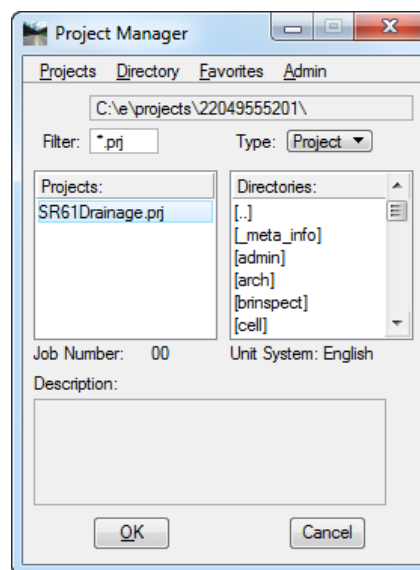 Project Manager
Projects Directory Favorites Admin
C:\e\projects\22049555201\
Filter: *.prj Type: Project
Projects: Directories:
SR61Drainage.prj [..]
[_meta_info]
[admin]
[arch]
[brinspect]
[cell]
Job Number: 00 Unit System: English
Description:
OK Cancel